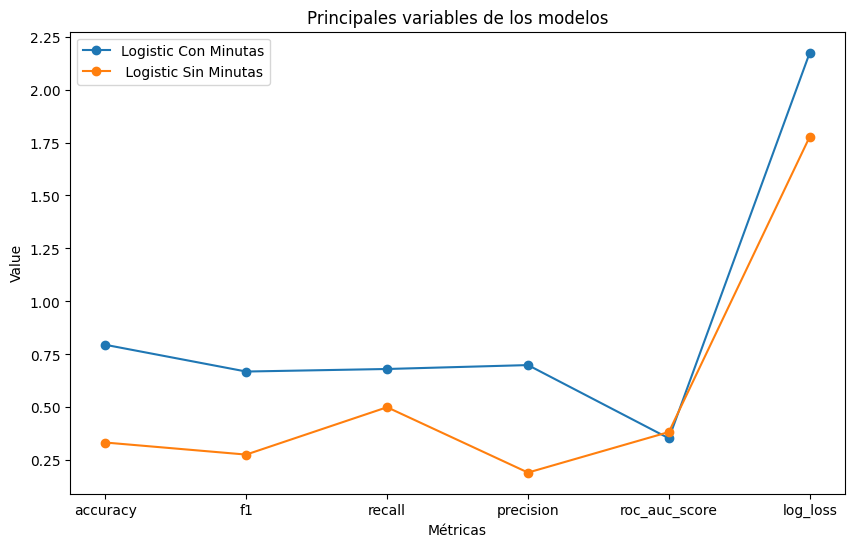 Principales variables de los modelos
Logistic Con Minutas
Logistic Sin Minutas
Value
2.25
2.00
1.75
1.50
1.25
1.00
0.75
0.50
0.25
accuracy f1 recall precision roc_auc_score log_loss
Métricas